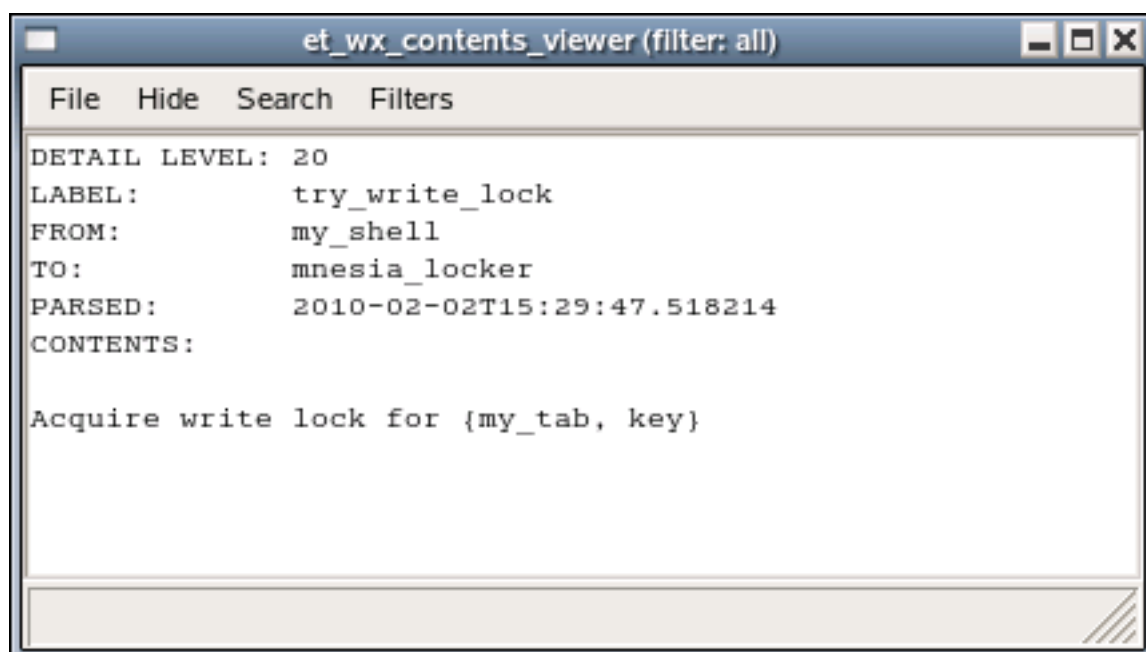 et_wx_contents_viewer (filter: all)
File Hide Search Filters
DETAIL LEVEL: 20
LABEL: try_write_lock
FROM: my_shell
TO: mnesia_locker
PARSED: 2010-02-02T15:29:47.518214
CONTENTS:
Acquire write lock for {my_tab, key}